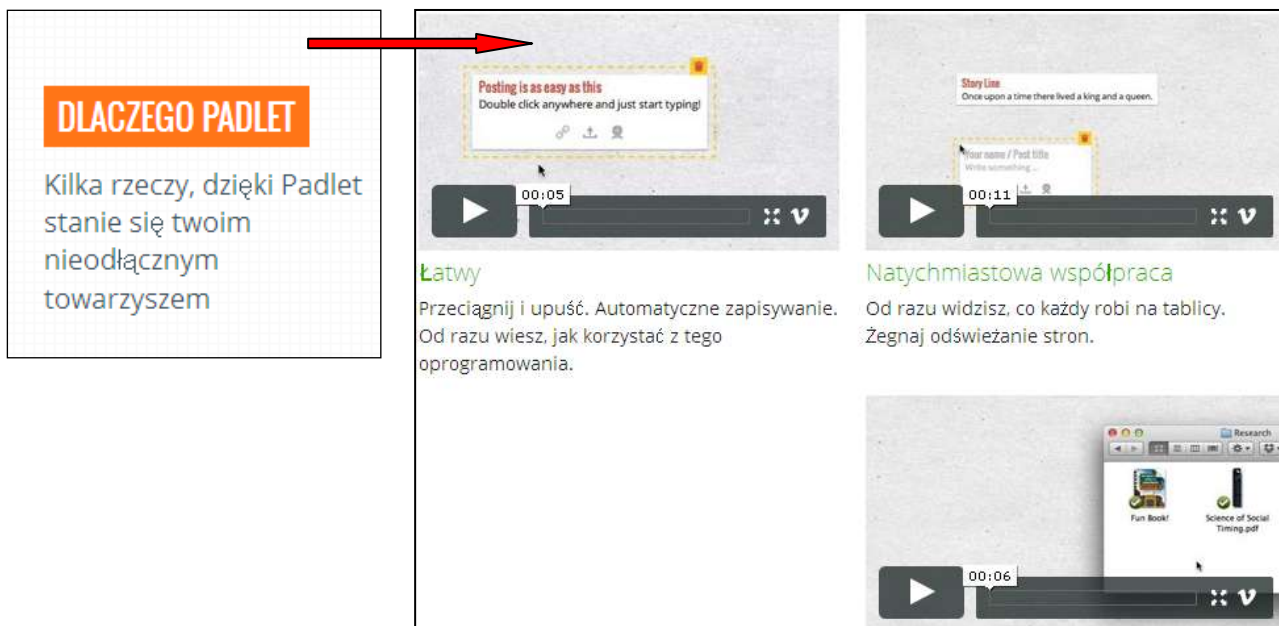 DLACZEGO PADLET
Kilka rzeczy, dzięki Padlet
stanie się twoim
nieodłącznym
towarzyszem
Posting is as easy as this
Double click anywhere and just start typing!
00:05
Łatwy
Przeciągnij i upuść. Automatyczne zapisywanie.
Od razu wiesz, jak korzystać z tego
oprogramowania.
Story Line
Once upon a time there lived a king and a queen.
Your name / Post title
Write something ...
00:11
Natychmiastowa współpraca
Od razu widzisz, co każdy robi na tablicy.
Żegnaj odświeżanie stron.
Research
Fun Book!
Science of Social
Timing.pdf
00:06